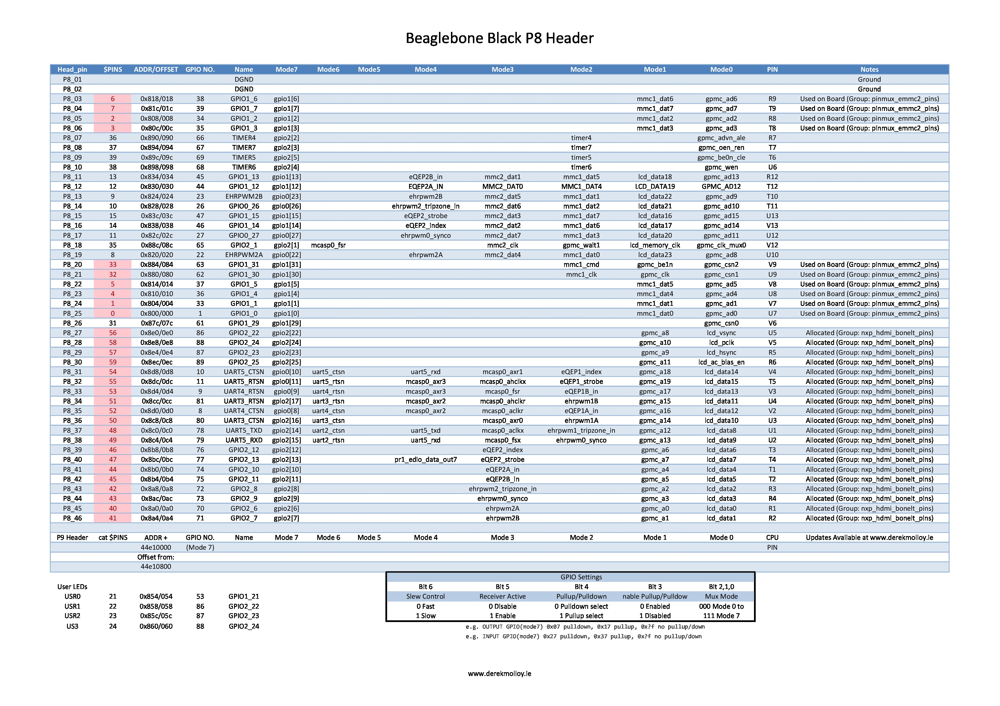 Beaglebone Black P8 Header
Head_pin $PINS ADDR/OFFSET GPIO NO. Name Mode7 Mode6 Mode5 Mode4 Mode3 Mode2 Mode1 Mode0 PIN Notes
P8_01 DGND Ground
P8_02 DGND Ground
P8_03 6 0x818/018 38 GPIO1_6 gpio1[6] mmc1_dat6 gpmc_ad6 R9 Used on Board (Group: pinmux_emmc2_pins)
P8_04 7 0x81c/01c 39 GPIO1_7 gpio1[7] mmc1_dat7 gpmc_ad7 T9 Used on Board (Group: pinmux_emmc2_pins)
P8_05 2 0x808/008 34 GPIO1_2 gpio1[2] mmc1_dat2 gpmc_ad2 R8 Used on Board (Group: pinmux_emmc2_pins)
P8_06 3 0x80c/00c 35 GPIO1_3 gpio1[3] mmc1_dat3 gpmc_ad3 T8 Used on Board (Group: pinmux_emmc2_pins)
P8_07 36 0x890/090 66 TIMER4 gpio2[2] timer4 gpmc_advn_ale R7
P8_08 37 0x894/094 67 TIMER7 gpio2[3] timer7 gpmc_oen_ren T7
P8_09 39 0x89c/09c 69 TIMER5 gpio2[5] timer5 gpmc_be0n_cle T6
P8_10 38 0x898/098 68 TIMER6 gpio2[4] timer6 gpmc_wen U6
P8_11 13 0x834/034 45 GPIO1_13 gpio1[13] eQEP2B_in mmc2_dat1 mmc1_dat5 lcd_data18 gpmc_ad13 R12
P8_12 12 0x830/030 44 GPIO1_12 gpio1[12] EQEP2A_IN MMC2_DAT0 MMC1_DAT4 LCD_DATA19 GPMC_AD12 T12
P8_13 9 0x824/024 23 EHRPWM2B gpio0[23] ehrpwm2B mmc2_dat5 mmc1_dat1 lcd_data22 gpmc_ad9 T10
P8_14 10 0x828/028 26 GPIO0_26 gpio0[26] ehrpwm2_tripzone_in mmc2_dat6 mmc1_dat2 lcd_data21 gpmc_ad10 T11
P8_15 15 0x83c/03c 47 GPIO1_15 gpio1[15] eQEP2_strobe mmc2_dat3 mmc1_dat7 lcd_data16 gpmc_ad15 U13
P8_16 14 0x838/038 46 GPIO1_14 gpio1[14] eQEP2_index mmc2_dat2 mmc1_dat6 lcd_data17 gpmc_ad14 V13
P8_17 11 0x82c/02c 27 GPIO0_27 gpio0[27] ehrpwm0_synco mmc2_dat7 mmc1_dat3 lcd_data20 gpmc_ad11 U12
P8_18 35 0x88c/08c 65 GPIO2_1 gpio2[1] mcasp0_fsr mmc2_clk gpmc_wait1 lcd_memory_clk gpmc_clk_mux0 V12
P8_19 8 0x820/020 22 EHRPWM2A gpio0[22] ehrpwm2A mmc2_dat4 mmc1_dat0 lcd_data23 gpmc_ad8 U10
P8_20 33 0x884/084 63 GPIO1_31 gpio1[31] mmc1_cmd gpmc_be1n gpmc_csn2 V9 Used on Board (Group: pinmux_emmc2_pins)
P8_21 32 0x880/080 62 GPIO1_30 gpio1[30] mmc1_clk gpmc_clk gpmc_csn1 U9 Used on Board (Group: pinmux_emmc2_pins)
P8_22 5 0x814/014 37 GPIO1_5 gpio1[5] mmc1_dat5 gpmc_ad5 V8 Used on Board (Group: pinmux_emmc2_pins)
P8_23 4 0x810/010 36 GPIO1_4 gpio1[4] mmc1_dat4 gpmc_ad4 U8 Used on Board (Group: pinmux_emmc2_pins)
P8_24 1 0x804/004 33 GPIO1_1 gpio1[1] mmc1_dat1 gpmc_ad1 V7 Used on Board (Group: pinmux_emmc2_pins)
P8_25 0 0x800/000 1 GPIO1_0 gpio1[0] mmc1_dat0 gpmc_ad0 U7 Used on Board (Group: pinmux_emmc2_pins)
P8_26 31 0x87c/07c 61 GPIO1_29 gpio1[29] gpmc_csn0 V6
P8_27 56 0x8e0/0e0 86 GPIO2_22 gpio2[22] gpmc_a8 lcd_vsync U5 Allocated (Group: nxp_hdmi_bonelt_pins)
P8_28 58 0x8e8/0e8 88 GPIO2_24 gpio2[24] gpmc_a10 lcd_pclk V5 Allocated (Group: nxp_hdmi_bonelt_pins)
P8_29 57 0x8e4/0e4 87 GPIO2_23 gpio2[23] gpmc_a9 lcd_hsync R5 Allocated (Group: nxp_hdmi_bonelt_pins)
P8_30 59 0x8ec/0ec 89 GPIO2_25 gpio2[25] gpmc_a11 lcd_ac_bias_en R6 Allocated (Group: nxp_hdmi_bonelt_pins)
P8_31 54 0x8d8/0d8 10 UART5_CTSN gpio0[10] uart5_ctsn uart5_rxd mcasp0_axr1 eQEP1_index gpmc_a18 lcd_data14 V4 Allocated (Group: nxp_hdmi_bonelt_pins)
P8_32 55 0x8dc/0dc 11 UART5_RTSN gpio0[11] uart5_rtsn mcasp0_axr3 mcasp0_ahclkx eQEP1_strobe gpmc_a19 lcd_data15 T5 Allocated (Group: nxp_hdmi_bonelt_pins)
P8_33 53 0x8d4/0d4 9 UART4_RTSN gpio0[9] uart4_rtsn mcasp0_axr3 mcasp0_fsr eQEP1B_in gpmc_a17 lcd_data13 V3 Allocated (Group: nxp_hdmi_bonelt_pins)
P8_34 51 0x8cc/0cc 81 UART3_RTSN gpio2[17] uart3_rtsn mcasp0_axr2 mcasp0_ahclkr ehrpwm1B gpmc_a15 lcd_data11 U4 Allocated (Group: nxp_hdmi_bonelt_pins)
P8_35 52 0x8d0/0d0 8 UART4_CTSN gpio0[8] uart4_ctsn mcasp0_axr2 mcasp0_aclkr eQEP1A_in gpmc_a16 lcd_data12 V2 Allocated (Group: nxp_hdmi_bonelt_pins)
P8_36 50 0x8c8/0c8 80 UART3_CTSN gpio2[16] uart3_ctsn mcasp0_axr0 ehrpwm1A gpmc_a14 lcd_data10 U3 Allocated (Group: nxp_hdmi_bonelt_pins)
P8_37 48 0x8c0/0c0 78 UART5_TXD gpio2[14] uart2_ctsn uart5_txd mcasp0_aclkx ehrpwm1_tripzone_in gpmc_a12 lcd_data8 U1 Allocated (Group: nxp_hdmi_bonelt_pins)
P8_38 49 0x8c4/0c4 79 UART5_RXD gpio2[15] uart2_rtsn uart5_rxd mcasp0_fsx ehrpwm0_synco gpmc_a13 lcd_data9 U2 Allocated (Group: nxp_hdmi_bonelt_pins)
P8_39 46 0x8b8/0b8 76 GPIO2_12 gpio2[12] eQEP2_index gpmc_a6 lcd_data6 T3 Allocated (Group: nxp_hdmi_bonelt_pins)
P8_40 47 0x8bc/0bc 77 GPIO2_13 gpio2[13] pr1_edio_data_out7 eQEP2_strobe gpmc_a7 lcd_data7 T4 Allocated (Group: nxp_hdmi_bonelt_pins)
P8_41 44 0x8b0/0b0 74 GPIO2_10 gpio2[10] eQEP2A_in gpmc_a4 lcd_data4 T1 Allocated (Group: nxp_hdmi_bonelt_pins)
P8_42 45 0x8b4/0b4 75 GPIO2_11 gpio2[11] eQEP2B_in gpmc_a5 lcd_data5 T2 Allocated (Group: nxp_hdmi_bonelt_pins)
P8_43 42 0x8a8/0a8 72 GPIO2_8 gpio2[8] ehrpwm2_tripzone_in gpmc_a2 lcd_data2 R3 Allocated (Group: nxp_hdmi_bonelt_pins)
P8_44 43 0x8ac/0ac 73 GPIO2_9 gpio2[9] ehrpwm0_synco gpmc_a3 lcd_data3 R4 Allocated (Group: nxp_hdmi_bonelt_pins)
P8_45 40 0x8a0/0a0 70 GPIO2_6 gpio2[6] ehrpwm2A gpmc_a0 lcd_data0 R1 Allocated (Group: nxp_hdmi_bonelt_pins)
P8_46 41 0x8a4/0a4 71 GPIO2_7 gpio2[7] ehrpwm2B gpmc_a1 lcd_data1 R2 Allocated (Group: nxp_hdmi_bonelt_pins)
P9 Header cat $PINS ADDR + GPIO NO. Name Mode 7 Mode 6 Mode 5 Mode 4 Mode 3 Mode 2 Mode 1 Mode 0 CPU Updates Available at www.derekmolloy.ie
44e10000 (Mode 7) PIN
Offset from:
44e10800
GPIO Settings
User LEDs Bit 6 Bit 5 Bit 4 Bit 3 Bit 2,1,0
USR0 21 0x854/054 53 GPIO1_21 Slew Control Receiver Active Pullup/Pulldown nable Pullup/Pulldow Mux Mode
USR1 22 0x858/058 86 GPIO2_22 0 Fast 0 Disable 0 Pulldown select 0 Enabled 000 Mode 0 to
USR2 23 0x85c/05c 87 GPIO2_23 1 Slow 1 Enable 1 Pullup select 1 Disabled 111 Mode 7
US3 24 0x860/060 88 GPIO2_24 e.g. OUTPUT GPIO(mode7) 0x07 pulldown, 0x17 pullup, 0x?f no pullup/down
e.g. INPUT GPIO(mode7) 0x27 pulldown, 0x37 pullup, 0x?f no pullup/down
www.derekmolloy.ie